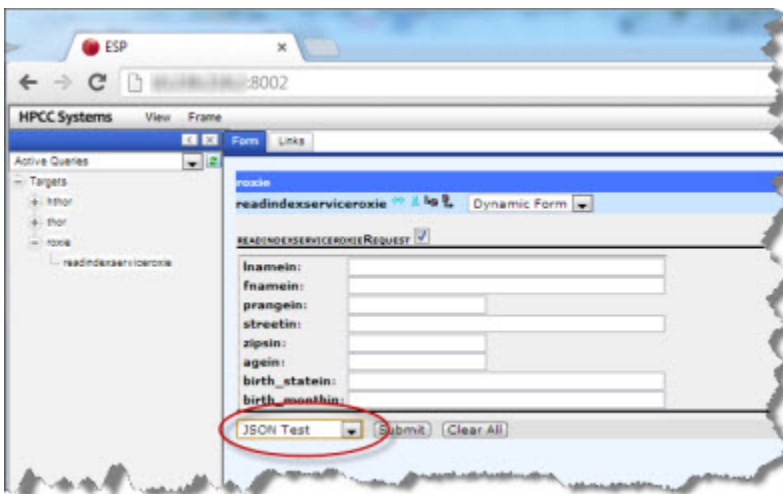 ESP
:8002
HPCC Systems View Frame
Form Links
Active Queries
Targets
hthor
thor
roxie
readindexserviceroxie
roxie
readindexserviceroxie Dynamic Form
readindexserviceroxieRequest
lnamein:
fnamein:
prangein:
streetin:
zipsin:
agein:
birth_statein:
birth_monthin:
JSON Test Submit Clear All